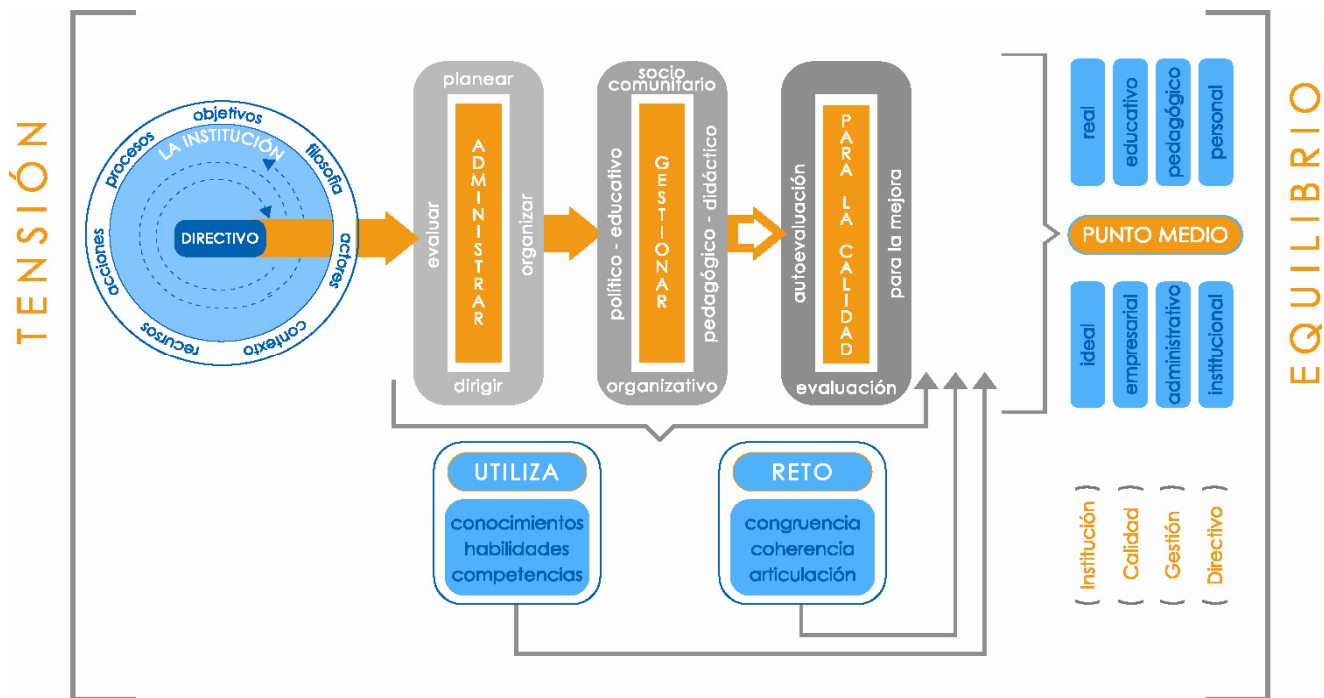 TENSIÓN
objetivos
filosofía
actores
contexto
recursos
acciones
procesos
LA INSTITUCIÓN
DIRECTIVO
planear
organizar
dirigir
evaluar
ADMINISTRAR
socio
comunitario
pedagógico - didáctico
organizativo
político - educativo
GESTIONAR
autoevaluación
para la mejora
evaluación
PARA LA CALIDAD
UTILIZA
conocimientos
habilidades
competencias
RETO
congruencia
coherencia
articulación
real
educativo
pedagógico
personal
PUNTO MEDIO
ideal
empresarial
administrativo
institucional
(Institución)
(Calidad)
(Gestión)
(Directivo)
EQUILIBRIO